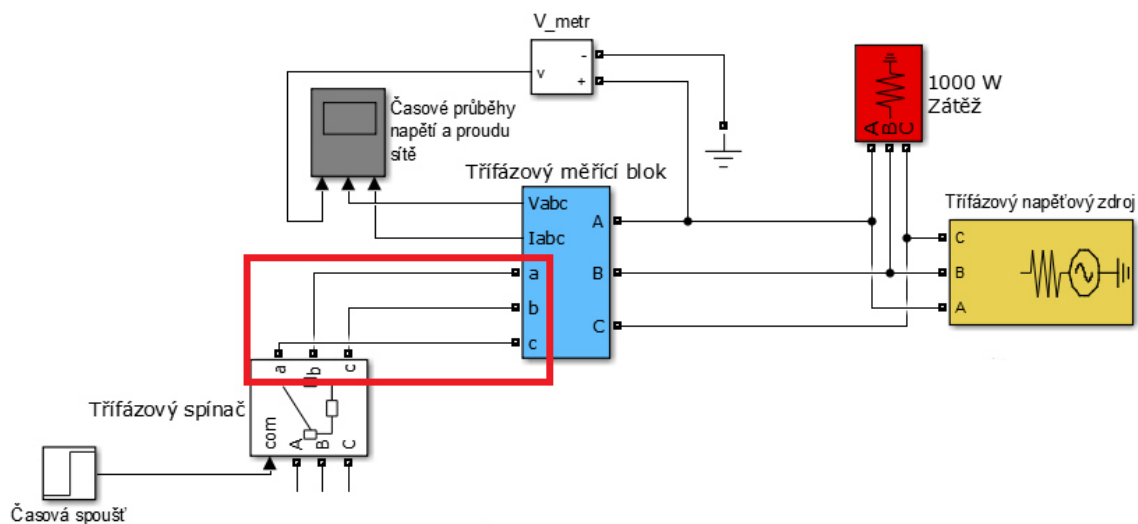 V_metr
-
+
v
1000 W
Zátěž
A
B
C
Časové průběhy
napětí a proudu
sítě
Třífázový měřící blok
Vabc
Iabc
a
b
c
A
B
C
Třífázový napěťový zdroj
C
B
A
a
b
c
Třífázový spínač
com
A
B
C
Časová spoušť